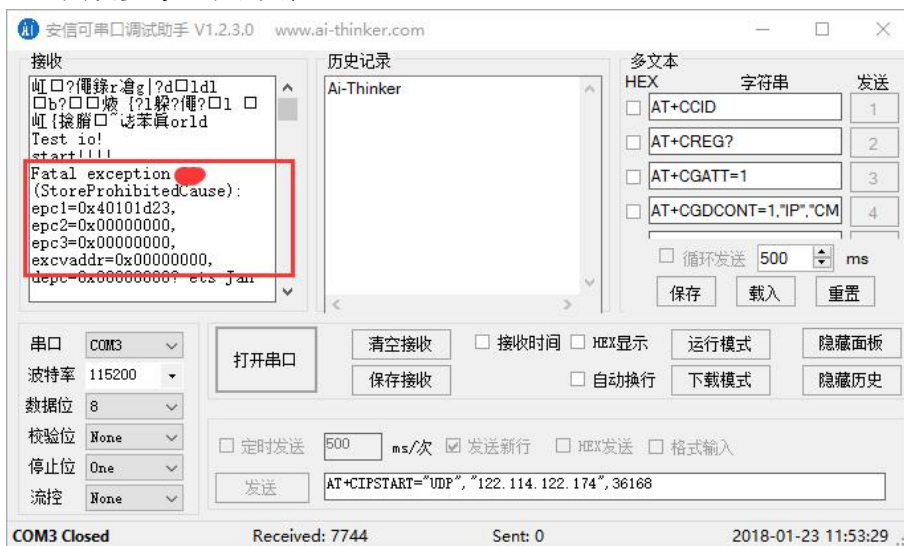 安信可串口调试助手 V1.2.3.0 www.ai-thinker.com
接收
Test io!
start!!!!
Fatal exception
(StoreProhibitedCause):
epc1=0x40101d23,
epc2=0x00000000,
epc3=0x00000000,
excvaddr=0x00000000,
depc=0x00000000? ets Jan
历史记录
Ai-Thinker
多文本
HEX 字符串 发送
AT+CCID 1
AT+CREG? 2
AT+CGATT=1 3
AT+CGDCONT=1,"IP","CM 4
循环发送 500 ms
保存 载入 重置
串口 COM3
波特率 115200
数据位 8
校验位 None
停止位 One
流控 None
打开串口
清空接收 接收时间 HEX显示 运行模式 隐藏面板
保存接收 自动换行 下载模式 隐藏历史
定时发送 500 ms/次 发送新行 HEX发送 格式输入
发送 AT+CIPSTART="UDP","122.114.122.174",36168
COM3 Closed Received: 7744 Sent: 0 2018-01-23 11:53:29